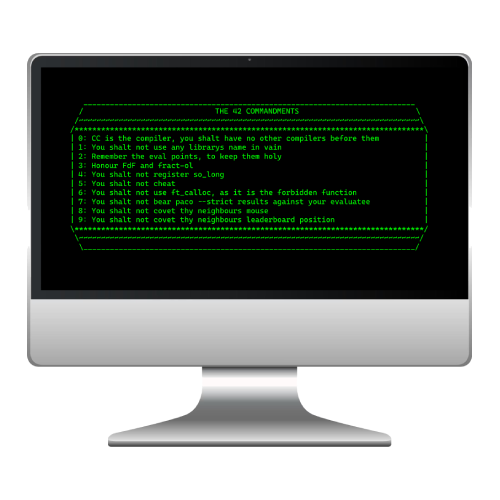 THE 42 COMMANDMENTS
0: CC is the compiler, you shalt have no other compilers before them
1: You shalt not use any librarys name in vain
2: Remember the eval points, to keep them holy
3: Honour FdF and fract-ol
4: You shalt not register so_long
5: You shalt not cheat
6: You shalt not use ft_calloc, as it is the forbidden function
7: You shalt not bear paco --strict results against your evaluatee
8: You shalt not covet thy neighbours mouse
9: You shalt not covet thy neighbours leaderboard position